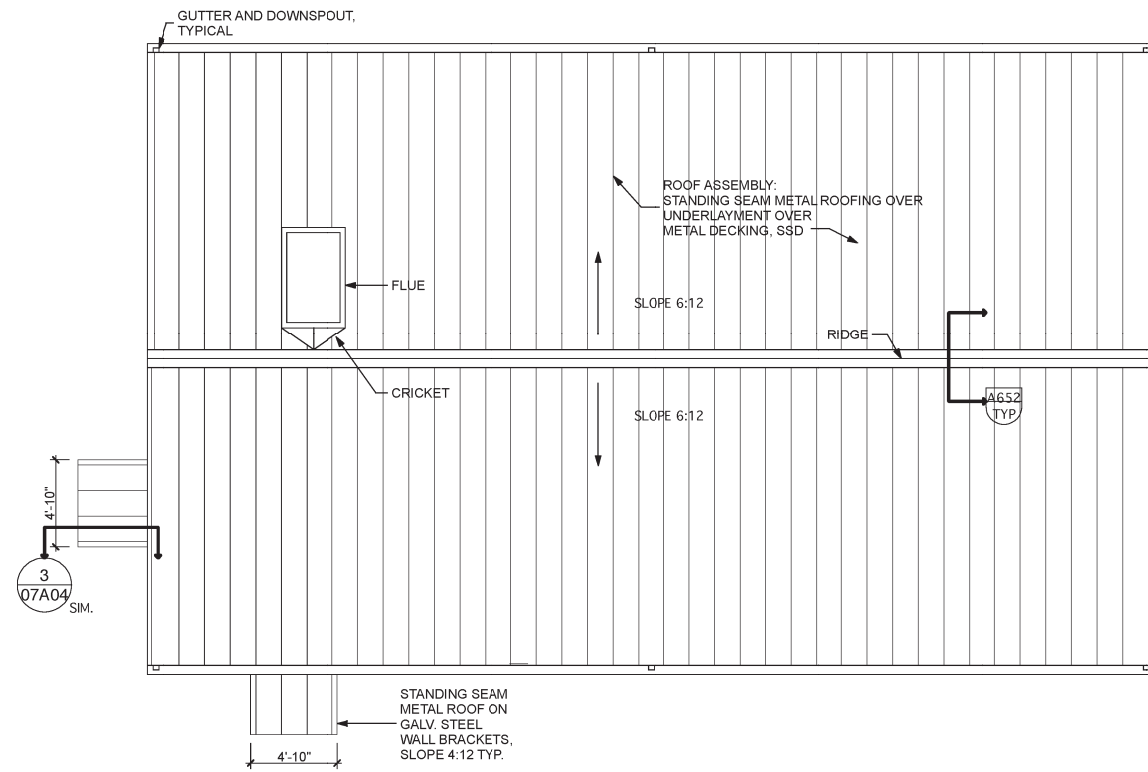 GUTTER AND DOWNSPOUT,
TYPICAL
ROOF ASSEMBLY:
STANDING SEAM METAL ROOFING OVER
UNDERLAYMENT OVER
METAL DECKING, SSD
FLUE
SLOPE 6:12
RIDGE
CRICKET
SLOPE 6:12
A652
TYP
4'-10"
3
07A04
SIM.
STANDING SEAM
METAL ROOF ON
GALV. STEEL
WALL BRACKETS,
SLOPE 4:12 TYP.
4'-10"